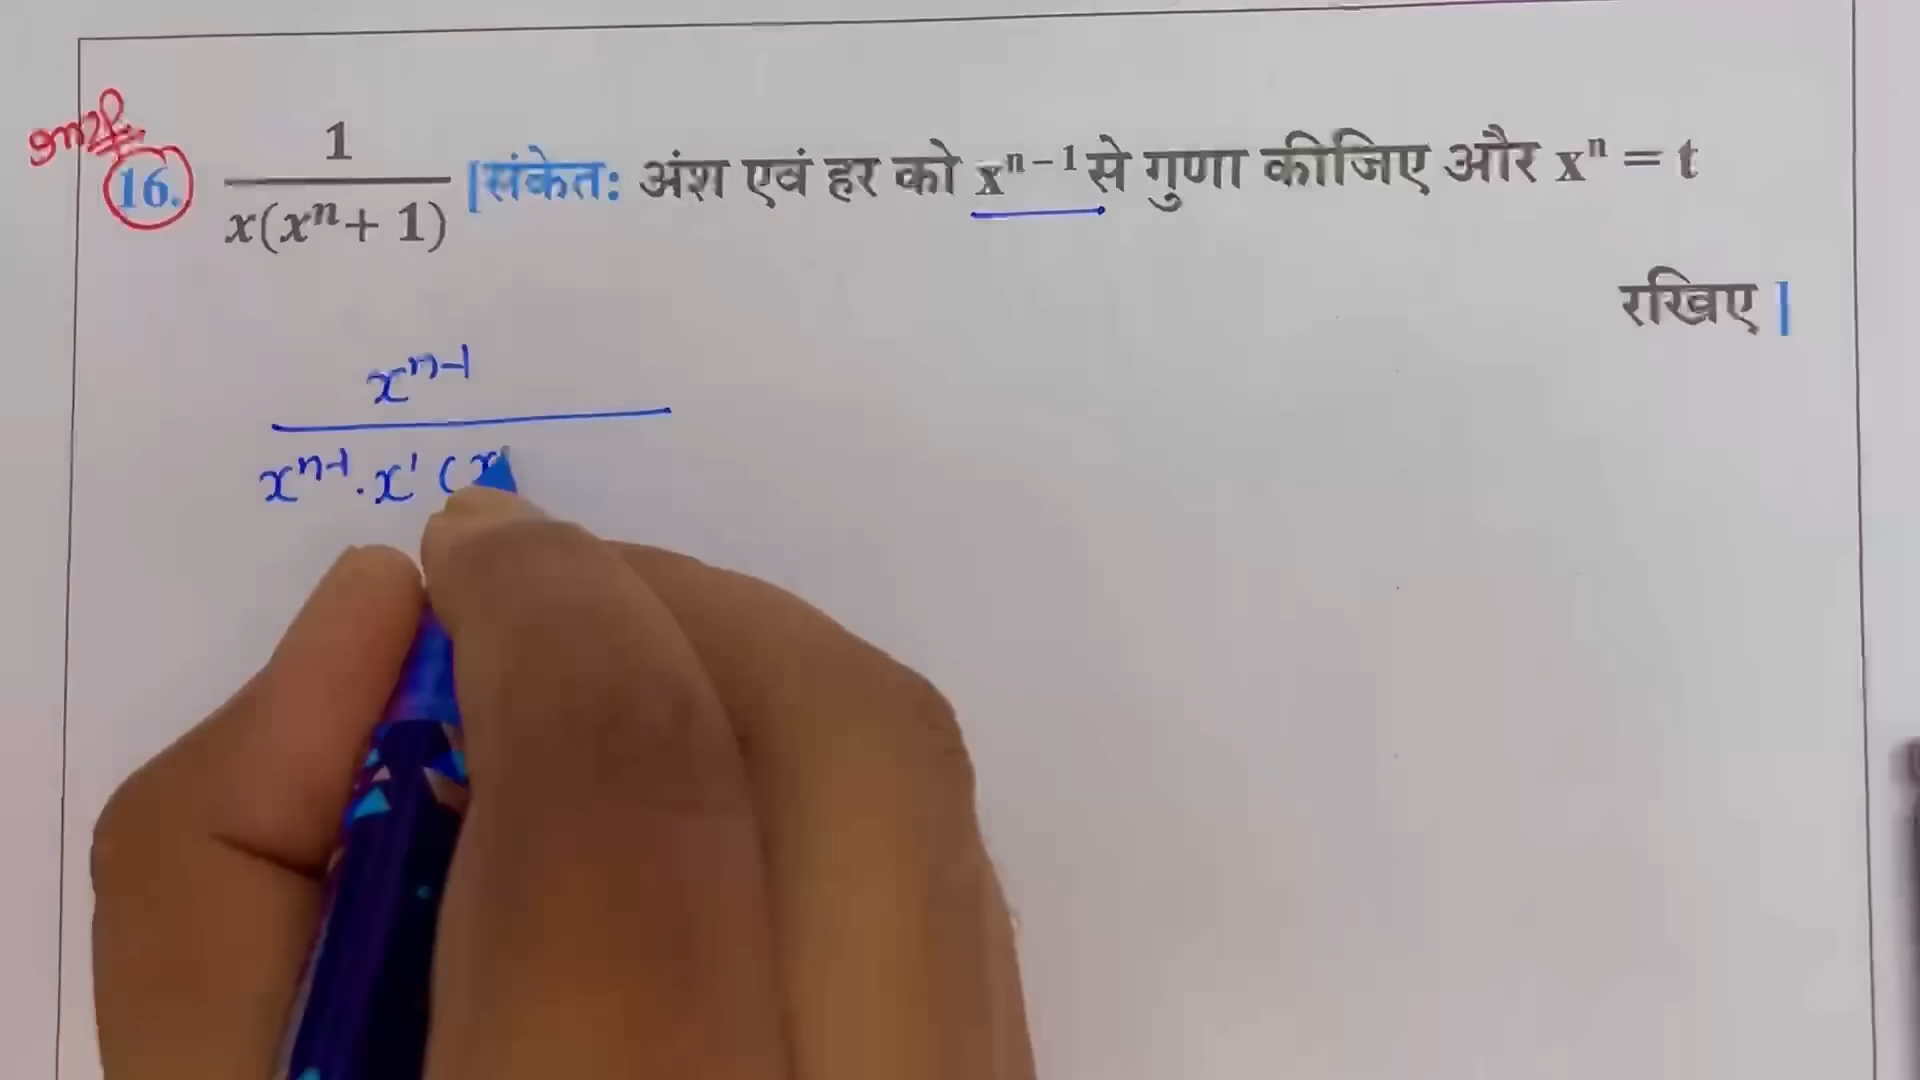 16. 1/x(xⁿ+ 1) [संकेत: अंश एवं हर को xⁿ⁻¹ से गुणा कीजिए और xⁿ = t
रखिए]
xⁿ⁻¹
xⁿ⁻¹ · x¹ (x